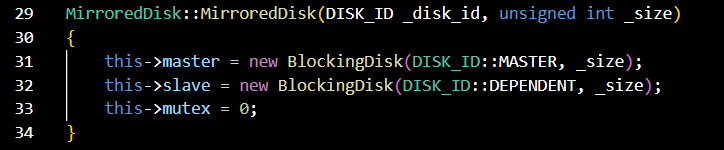 29 MirroredDisk::MirroredDisk(DISK_ID _disk_id, unsigned int _size)
30 {
31 this->master = new BlockingDisk(DISK_ID::MASTER, _size);
32 this->slave = new BlockingDisk(DISK_ID::DEPENDENT, _size);
33 this->mutex = 0;
34 }